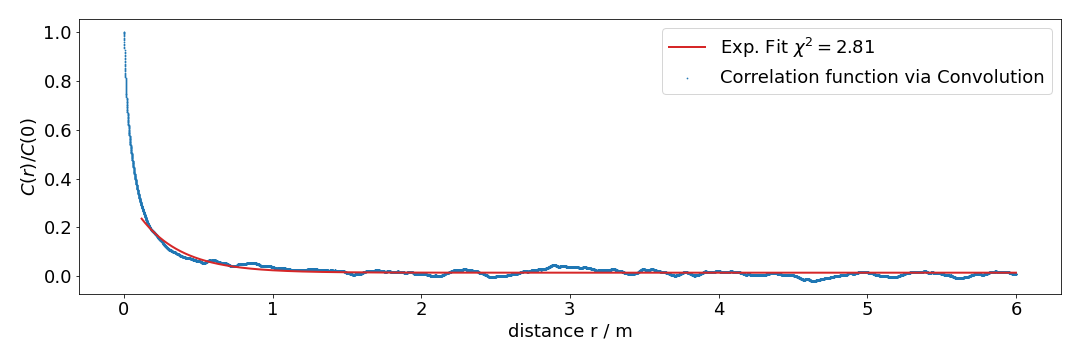 1.0
0.8
0.6
0.4
0.2
0.0
C(r)/C(0)
Exp. Fit χ² = 2.81
Correlation function via Convolution
0 1 2 3 4 5 6
distance r / m